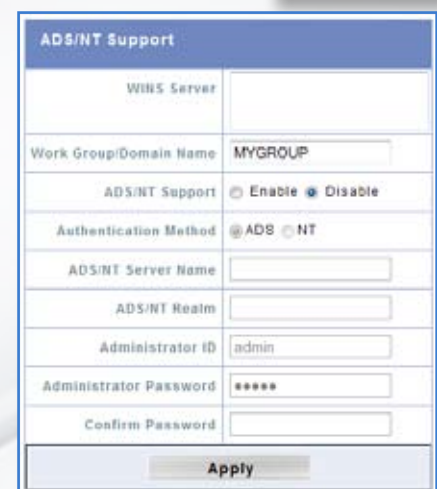 ADS/NT Support
WINS Server
Work Group/Domain Name MYGROUP
ADS/NT Support Enable Disable
Authentication Method ADS NT
ADS/NT Server Name
ADS/NT Realm
Administrator ID admin
Administrator Password *****
Confirm Password
Apply